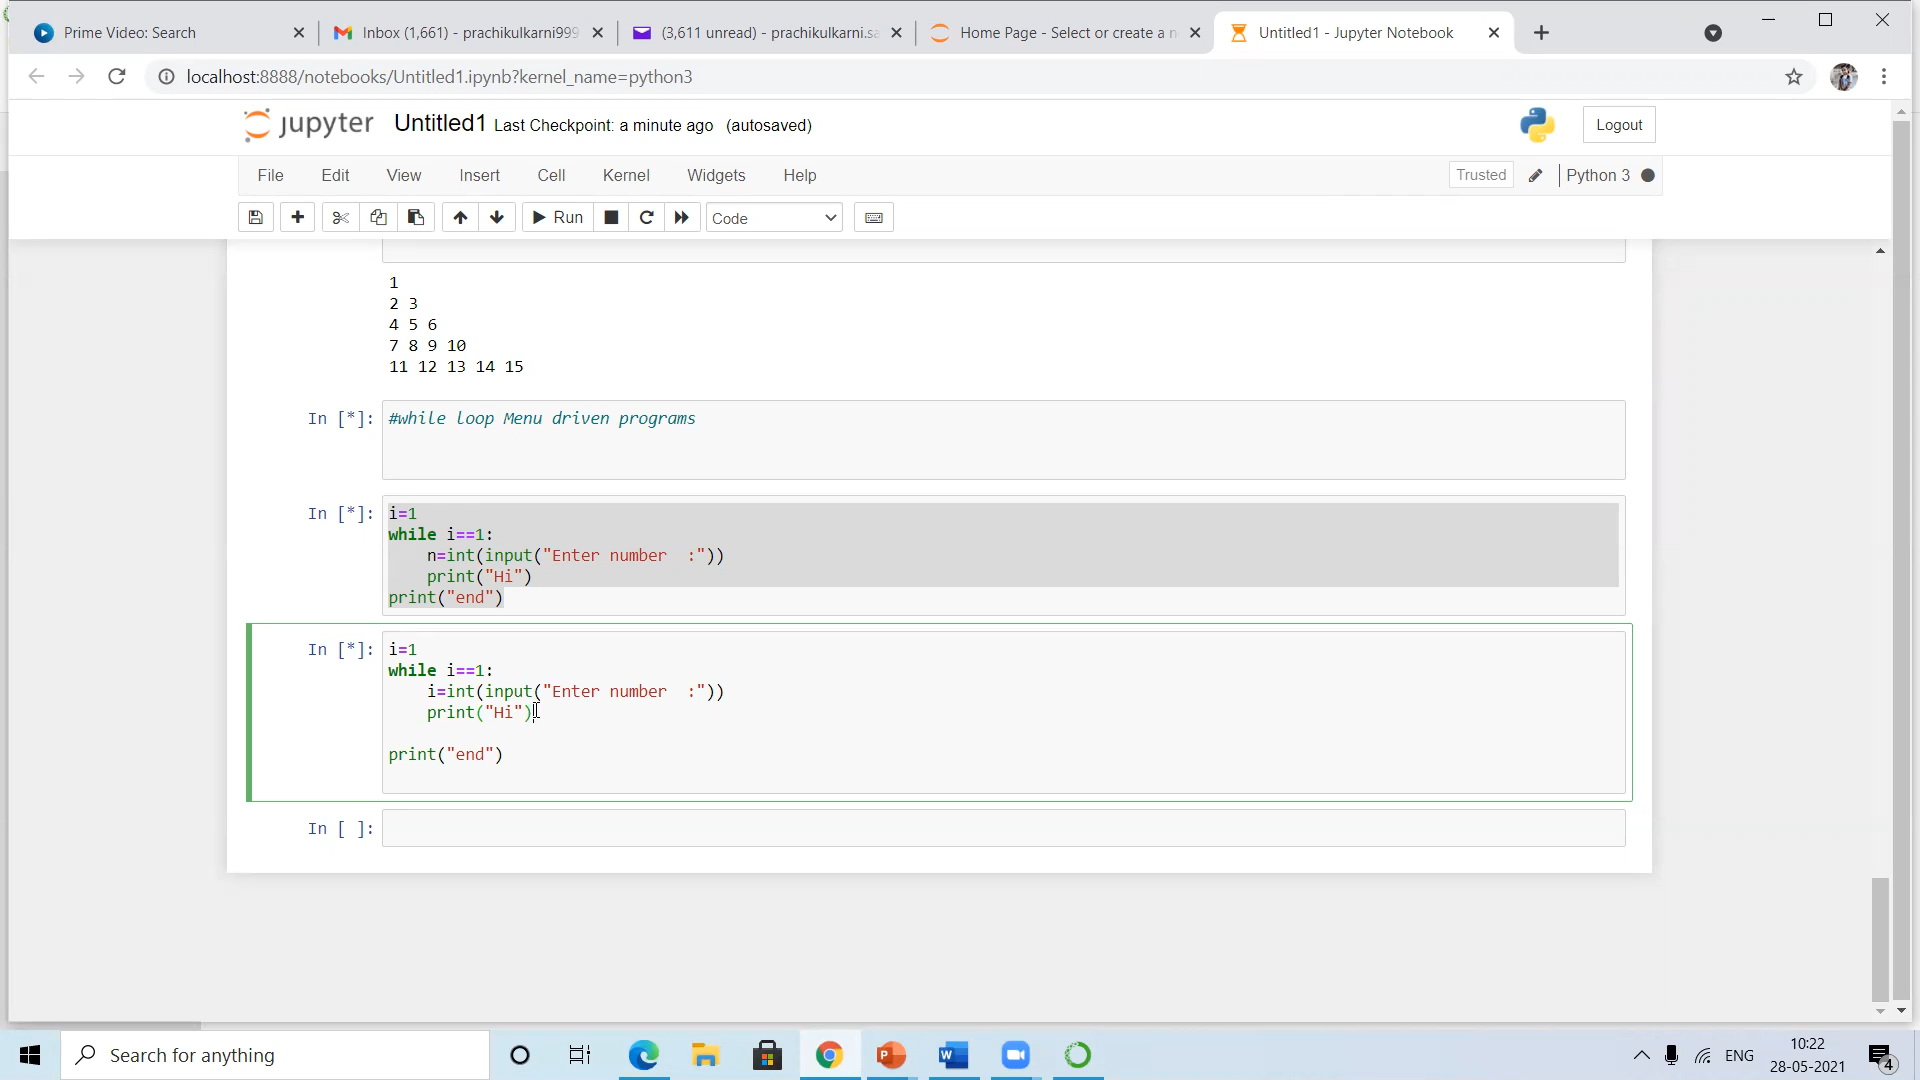 Prime Video: Search
Inbox (1,661) - prachikulkarni999
(3,611 unread) - prachikulkarni.sa
Home Page - Select or create a n
Untitled1 - Jupyter Notebook
localhost:8888/notebooks/Untitled1.ipynb?kernel_name=python3
jupyter Untitled1 Last Checkpoint: a minute ago (autosaved)
Logout
File Edit View Insert Cell Kernel Widgets Help
Trusted Python 3
Run Code
1
2 3
4 5 6
7 8 9 10
11 12 13 14 15
In [*]: #while loop Menu driven programs
In [*]: i=1
while i==1:
    n=int(input("Enter number  :"))
    print("Hi")
print("end")
In [*]: i=1
while i==1:
    i=int(input("Enter number  :"))
    print("Hi")
print("end")
In [ ]:
Search for anything
ENG
10:22
28-05-2021
4